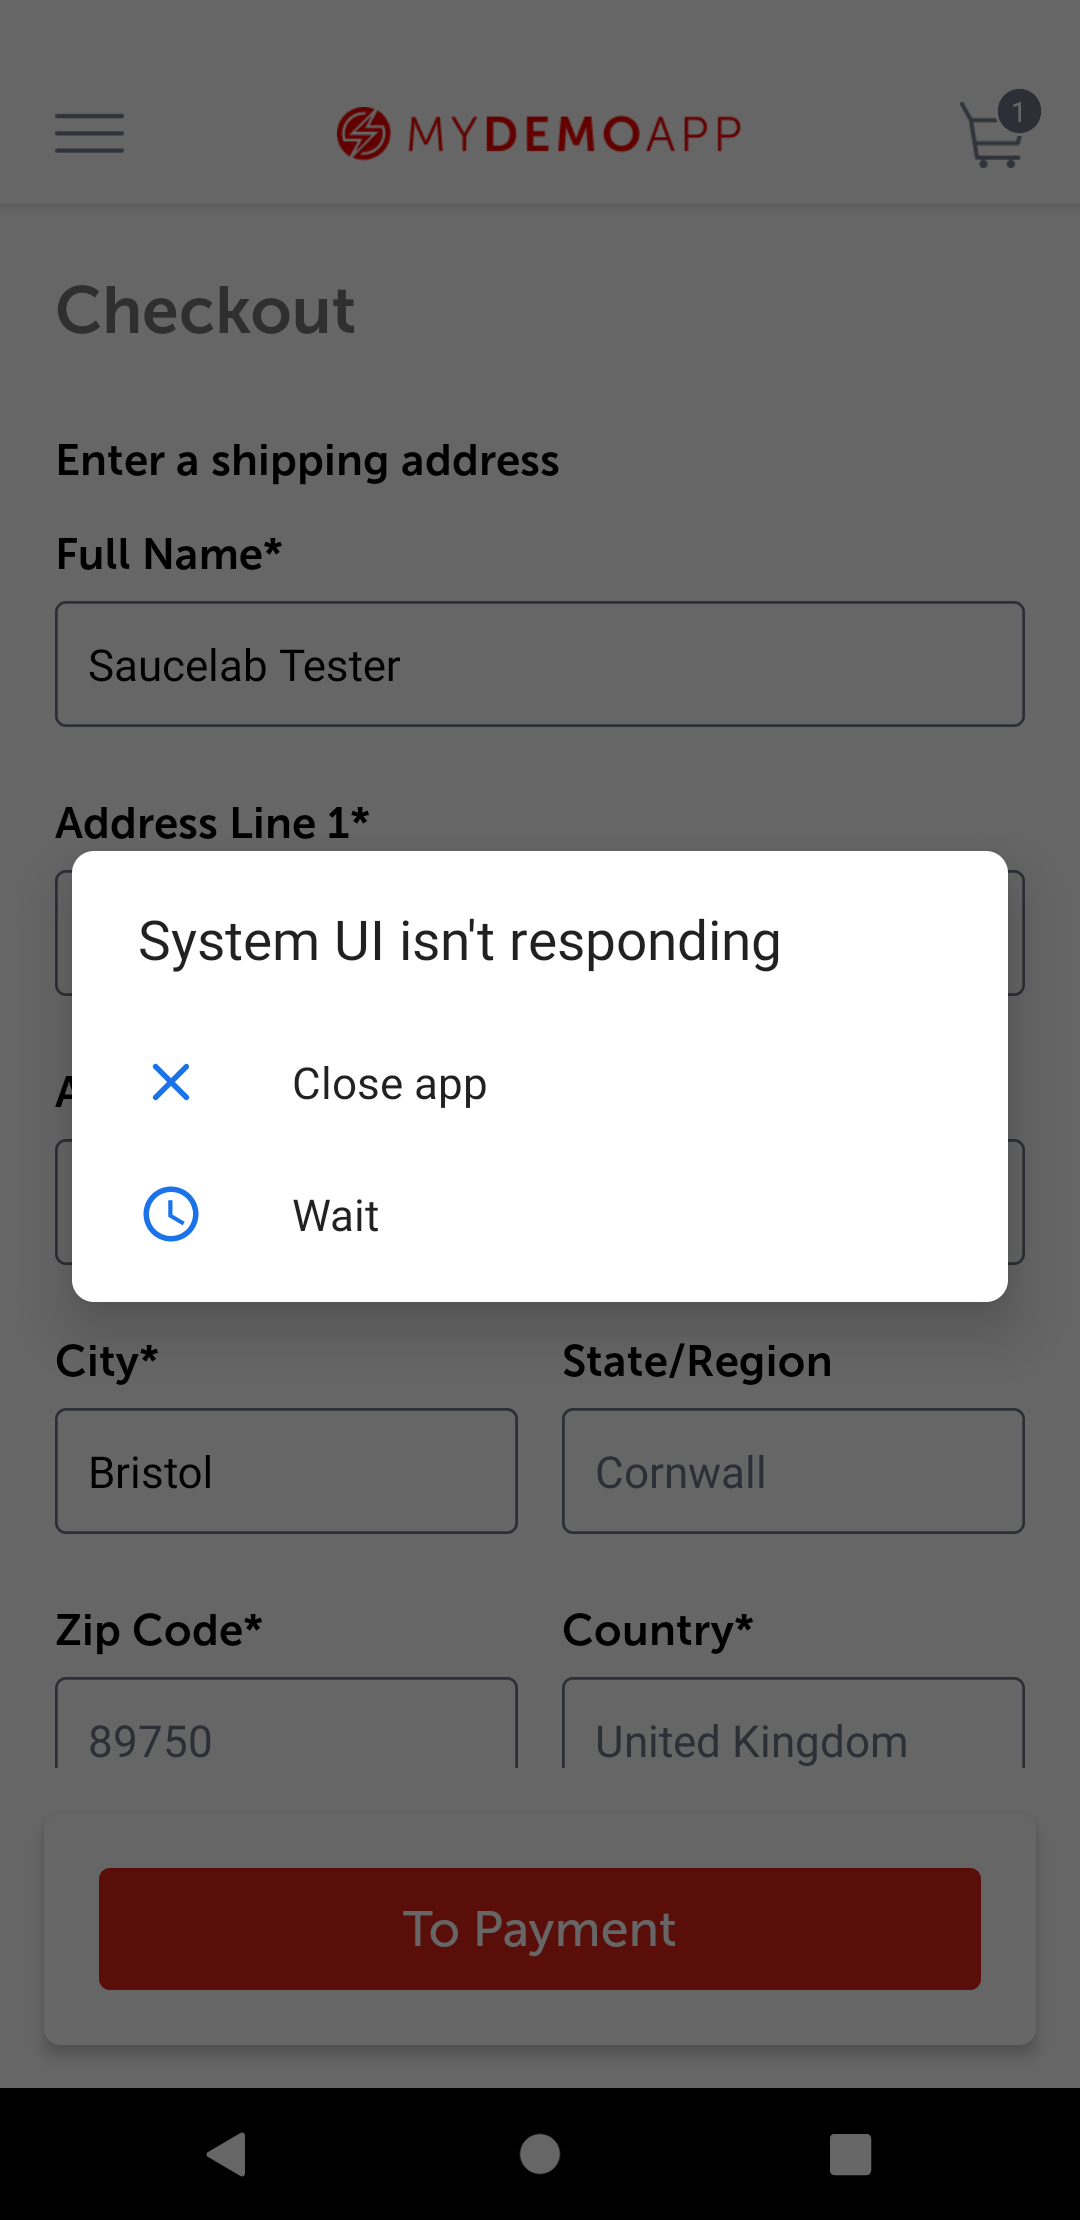 MYDEMOAPP
1
Checkout
Enter a shipping address
Full Name*
Saucelab Tester
Address Line 1*
System UI isn't responding
Close app
Wait
City*
State/Region
Bristol
Cornwall
Zip Code*
Country*
89750
United Kingdom
To Payment